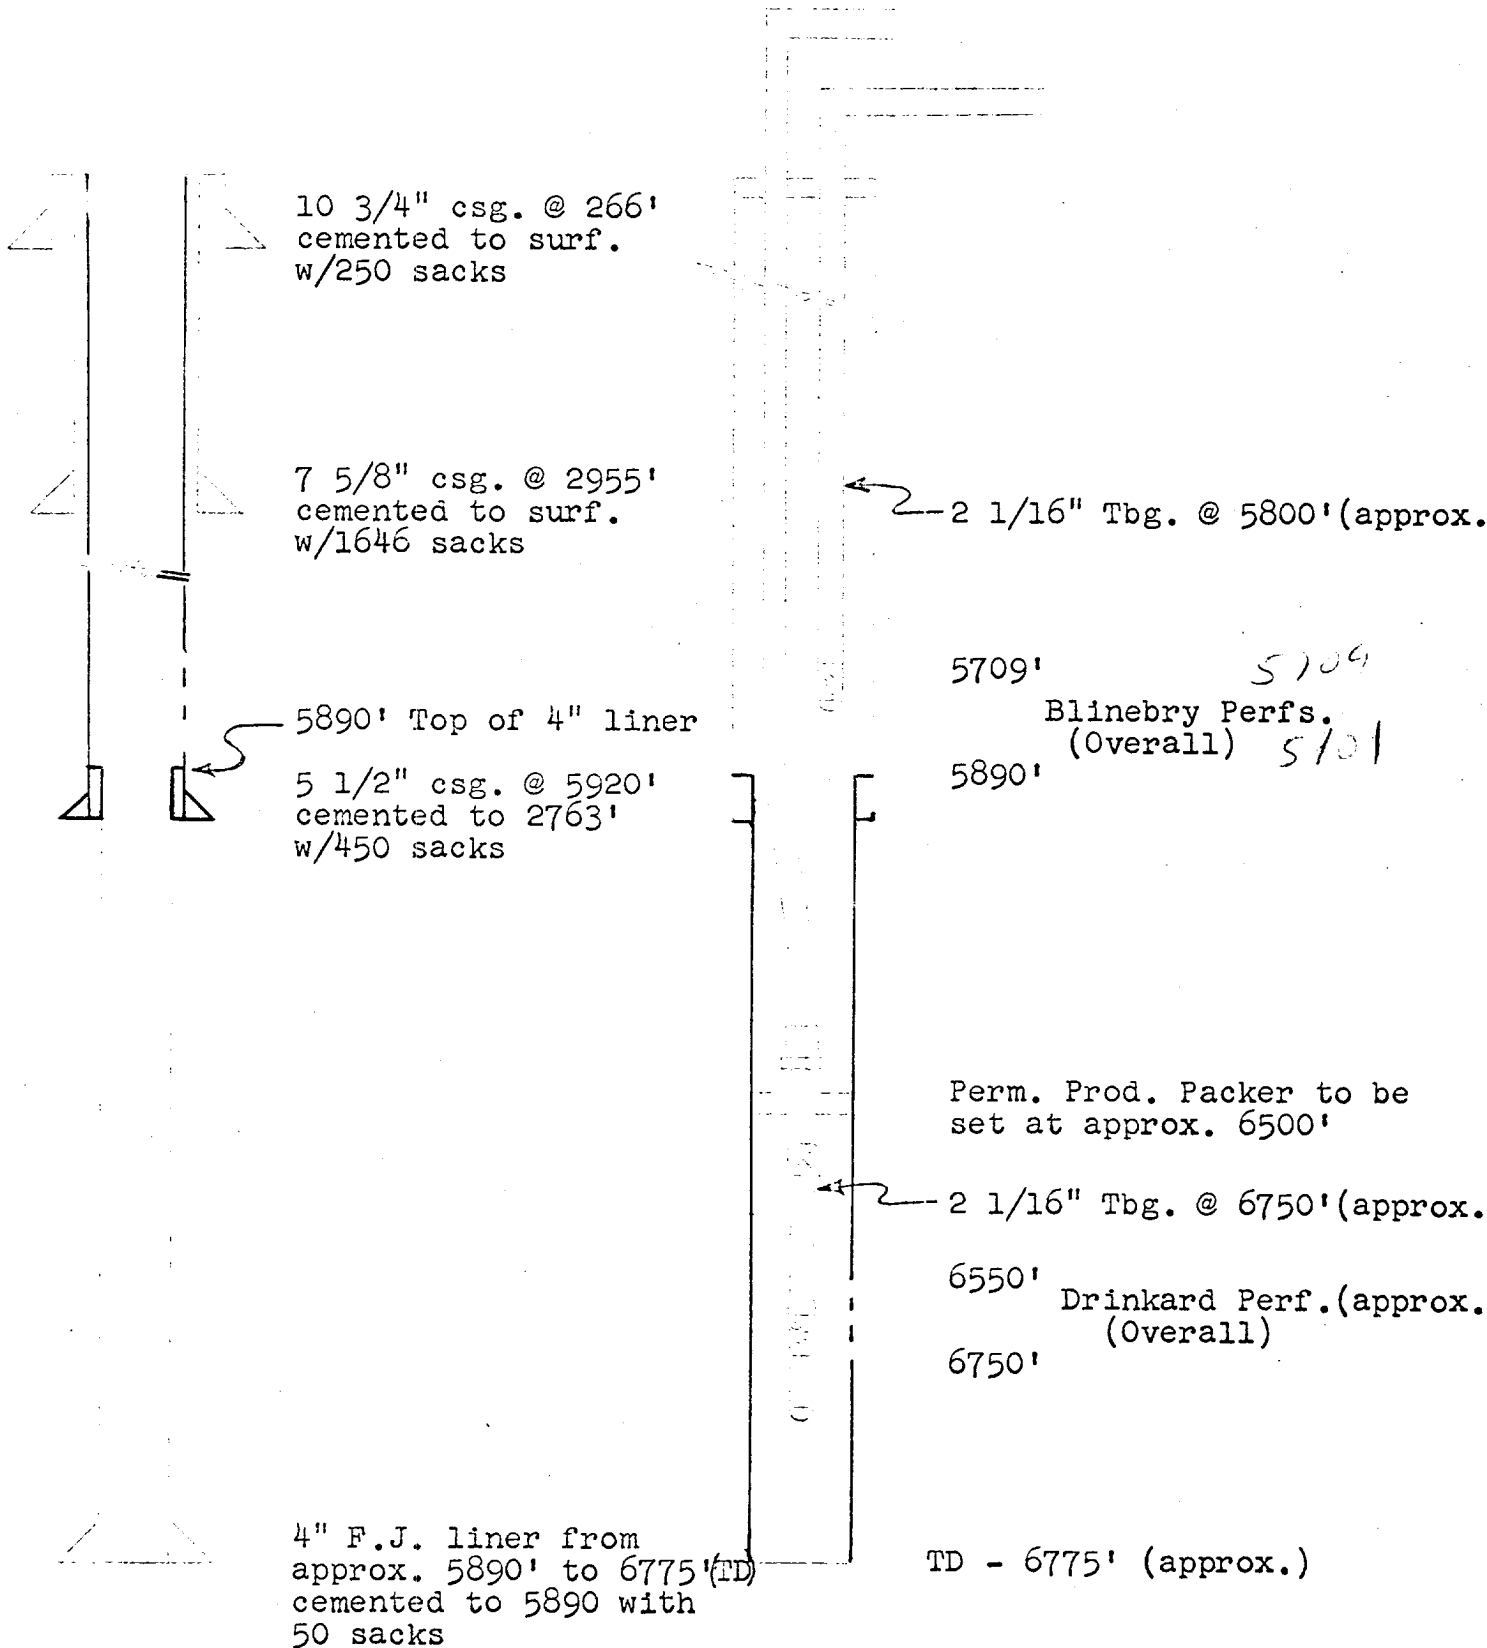 10 3/4" csg. @ 266'
cemented to surf.
w/250 sacks
7 5/8" csg. @ 2955'
cemented to surf.
w/1646 sacks
5890' Top of 4" liner
5 1/2" csg. @ 5920'
cemented to 2763'
w/450 sacks
4" F.J. liner from
approx. 5890' to 6775'(TD)
cemented to 5890 with
50 sacks
2 1/16" Tbg. @ 5800'(approx.
5709'
Blinebry Perfs.
(Overall)
5890'
Perm. Prod. Packer to be
set at approx. 6500'
2 1/16" Tbg. @ 6750'(approx.
6550'
Drinkard Perf.(approx.
(Overall)
6750'
TD - 6775' (approx.)